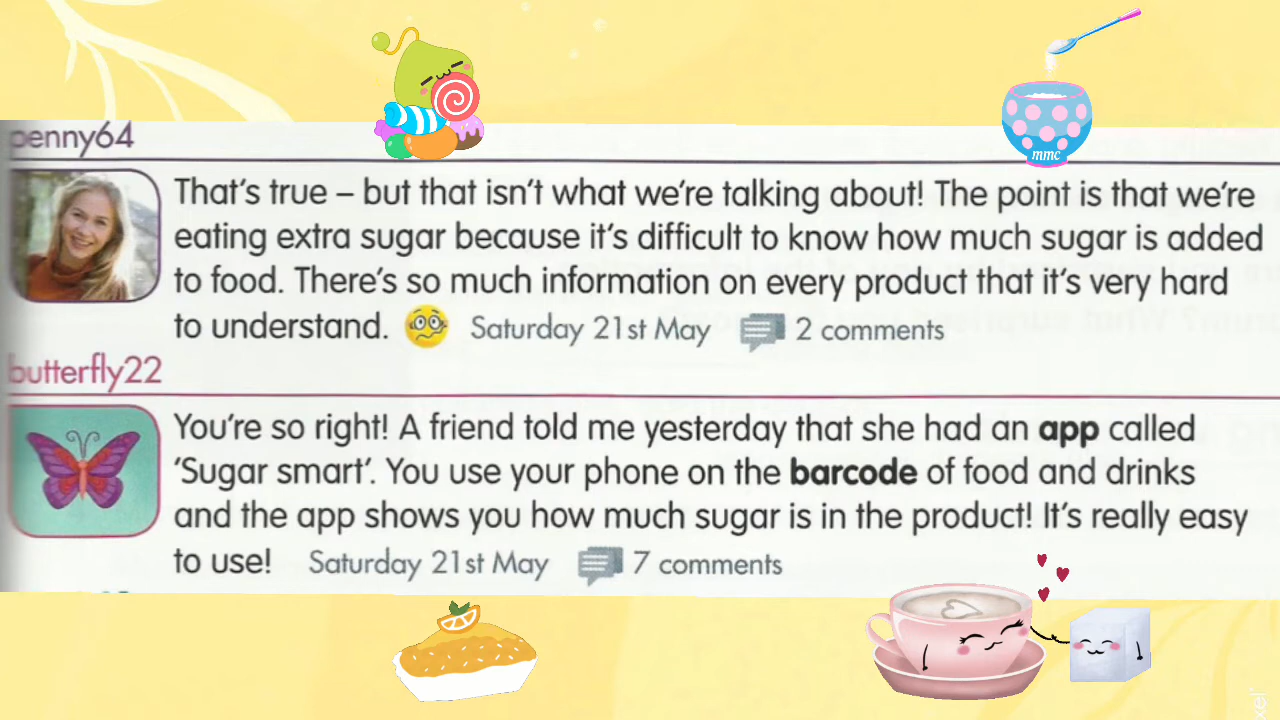 mmc
penny64
That's true – but that isn't what we're talking about! The point is that we're
eating extra sugar because it's difficult to know how much sugar is added
to food. There's so much information on every product that it's very hard
to understand. Saturday 21st May 2 comments
butterfly22
You're so right! A friend told me yesterday that she had an app called
'Sugar smart'. You use your phone on the barcode of food and drinks
and the app shows you how much sugar is in the product! It's really easy
to use! Saturday 21st May 7 comments